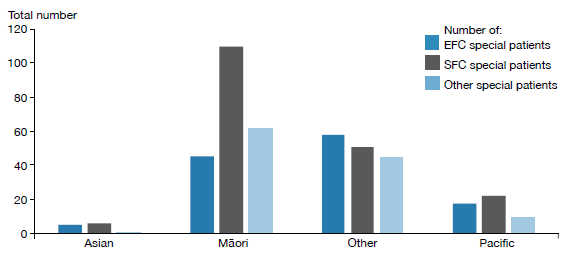 Total number
120
100
80
60
40
20
0
Number of:
EFC special patients
SFC special patients
Other special patients
Asian
Māori
Other
Pacific